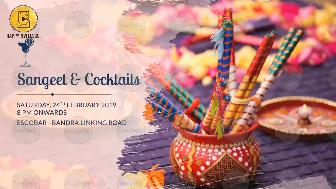 Sangeet & Cocktails
SATURDAY, 24TH FEBRUARY 2019
8 PM ONWARDS
ESCOBAR - BANDRA LINKING ROAD